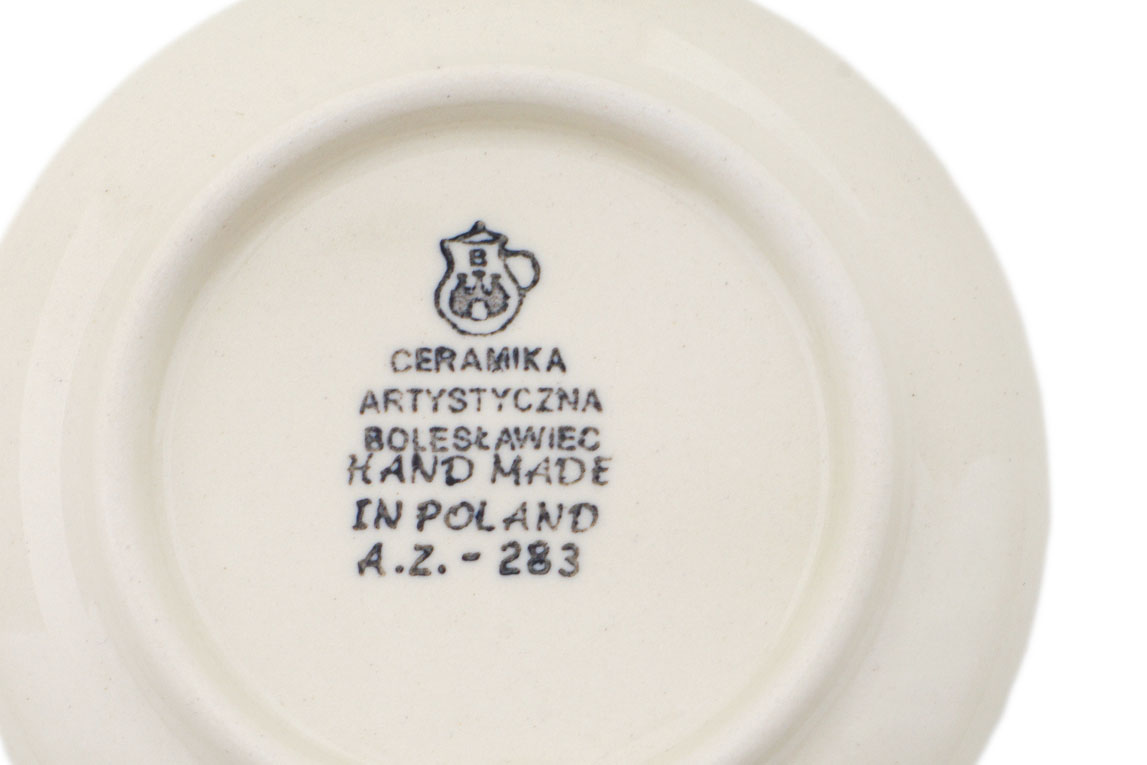 B
CERAMIKA
ARTYSTYCZNA
BOLESŁAWIEC
HAND MADE
IN POLAND
A.Z. - 283